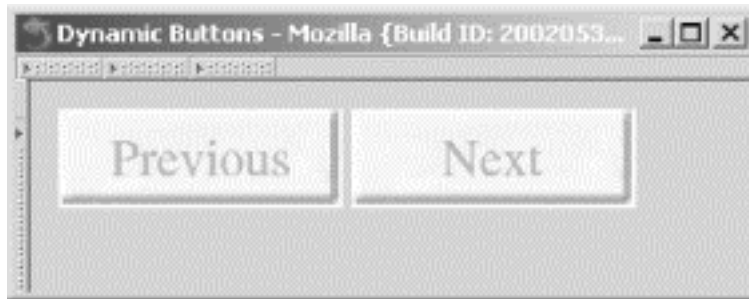 Dynamic Buttons - Mozilla {Build ID: 2002053...
Previous Next